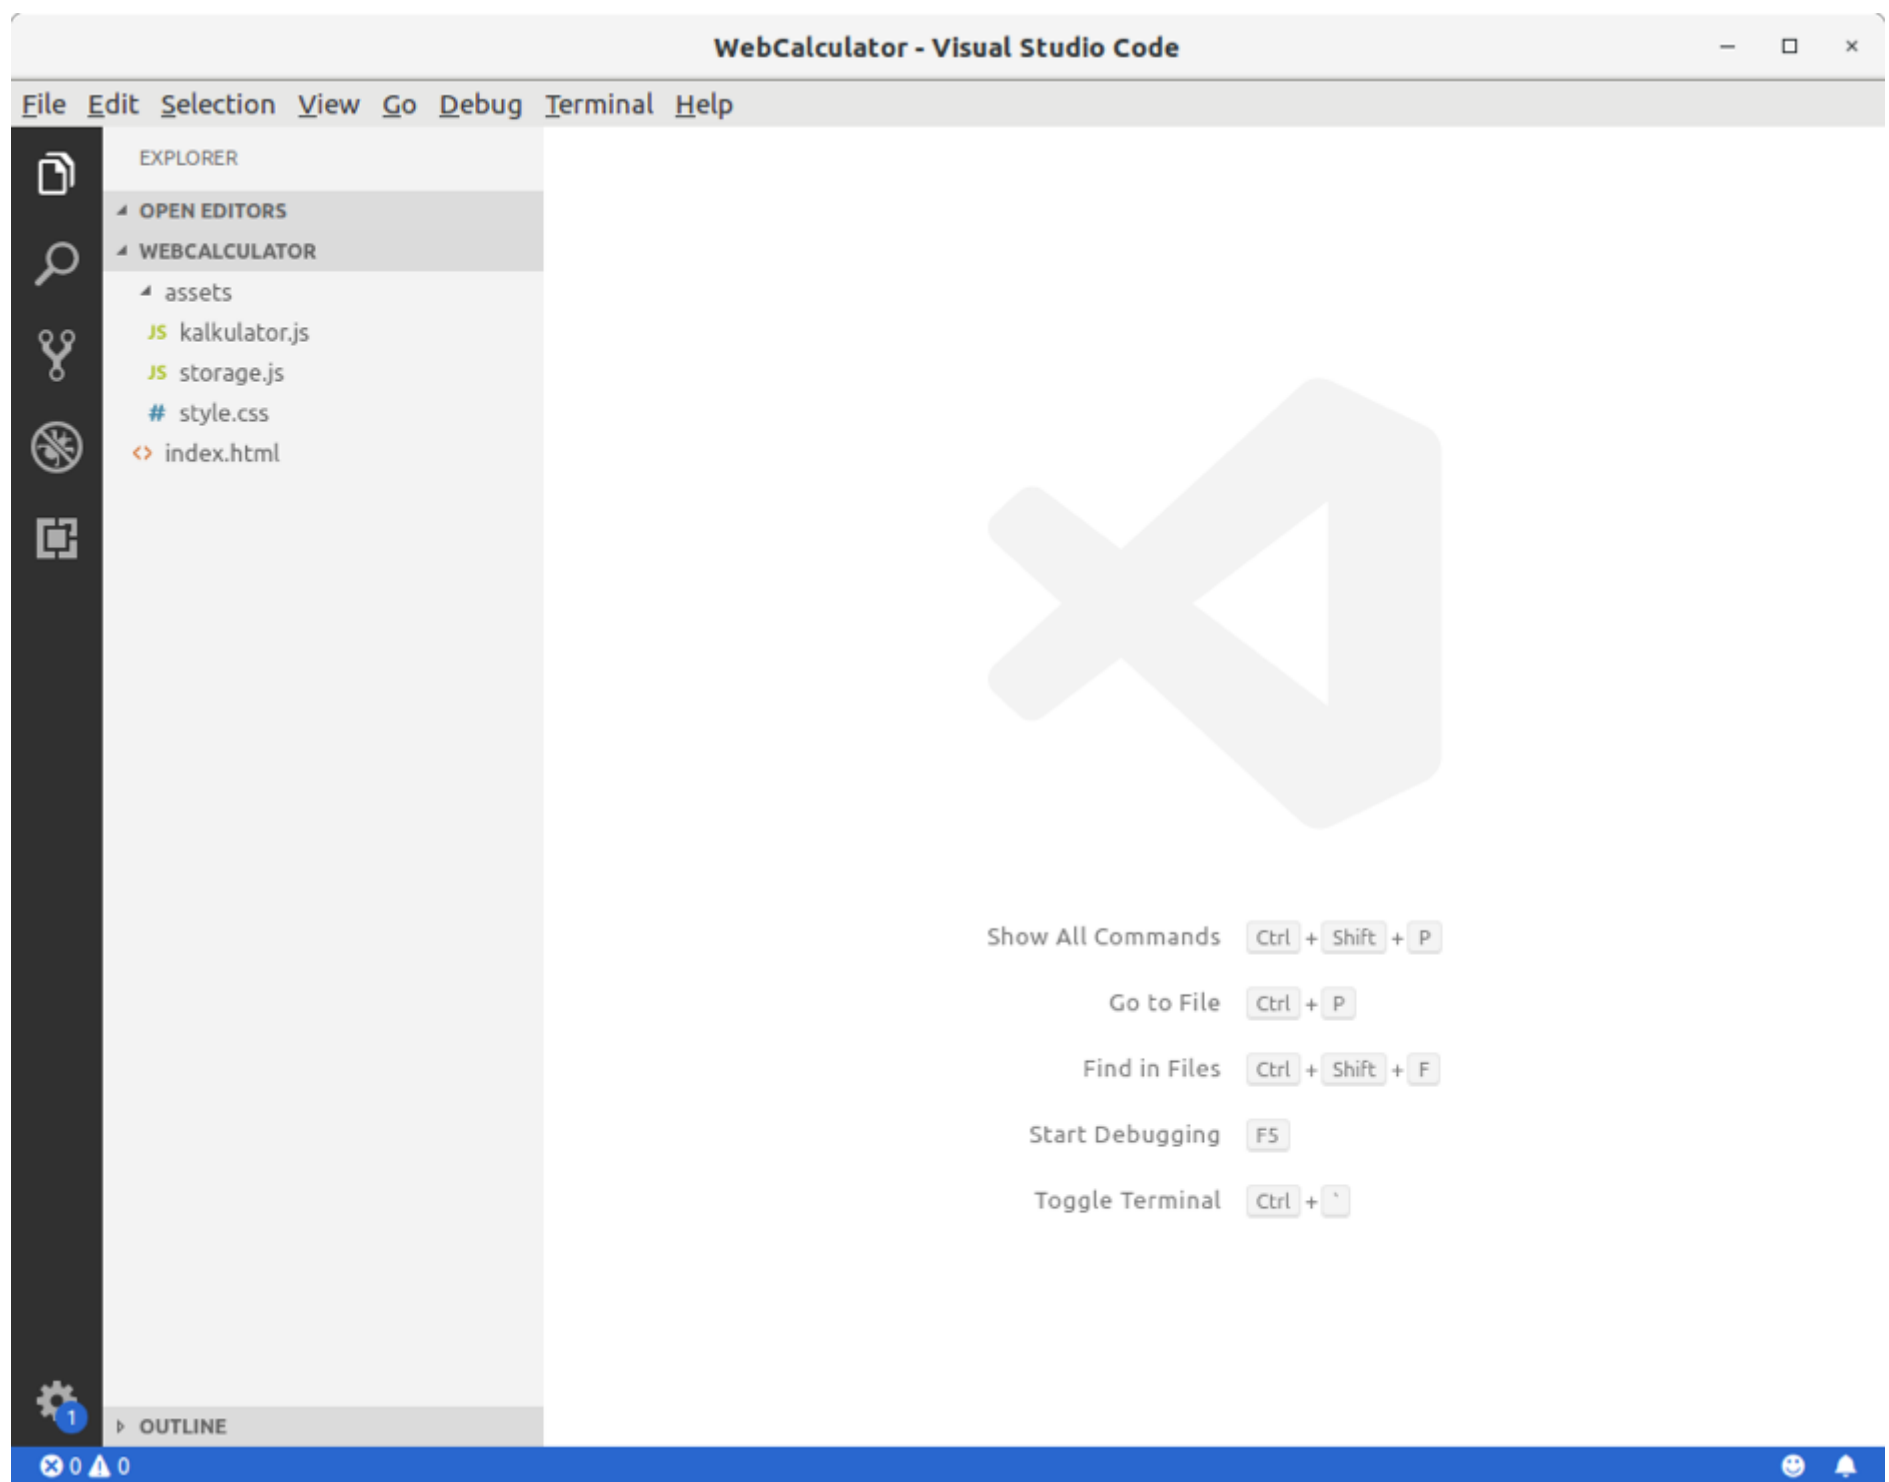 WebCalculator - Visual Studio Code
File Edit Selection View Go Debug Terminal Help
EXPLORER
OPEN EDITORS
WEBCALCULATOR
assets
JS kalkulator.js
JS storage.js
# style.css
<> index.html
Show All Commands Ctrl + Shift + P
Go to File Ctrl + P
Find in Files Ctrl + Shift + F
Start Debugging F5
Toggle Terminal Ctrl + `
1
OUTLINE
0 0